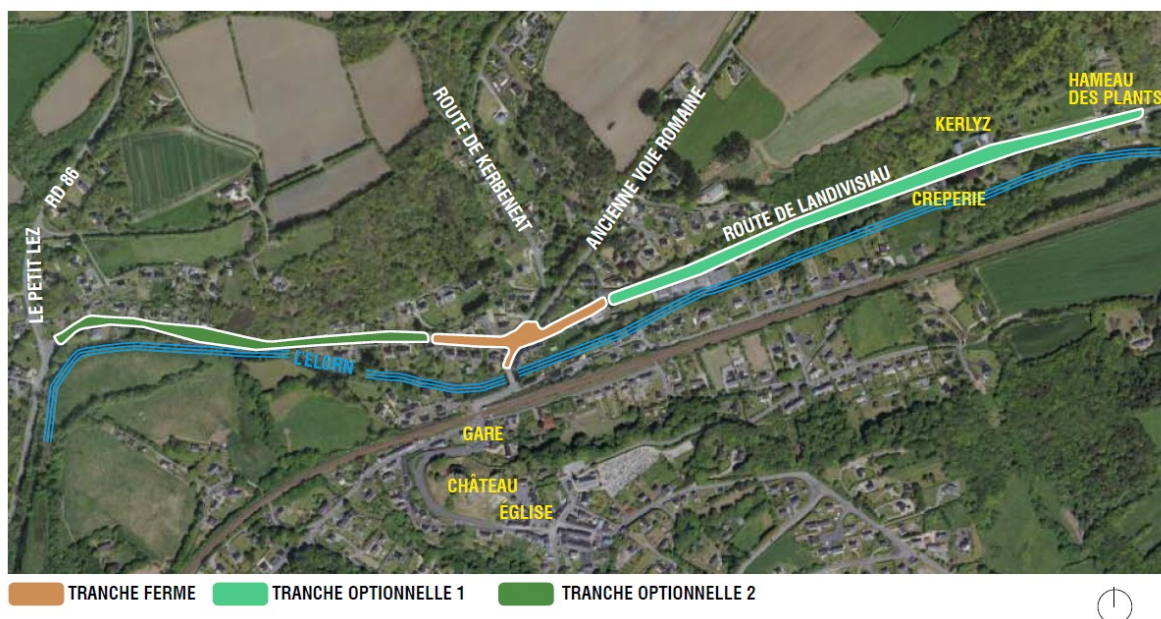 HAMEAU
DES PLANTS
KERLYZ
ROUTE DE KERBENEAT
ANCIENNE VOIE ROMAINE
RD 86
CREPERIE
ROUTE DE LANDIVISIAU
LE PETIT LEZ
L'ELORN
GARE
CHÂTEAU
EGLISE
TRANCHE FERME
TRANCHE OPTIONNELLE 1
TRANCHE OPTIONNELLE 2